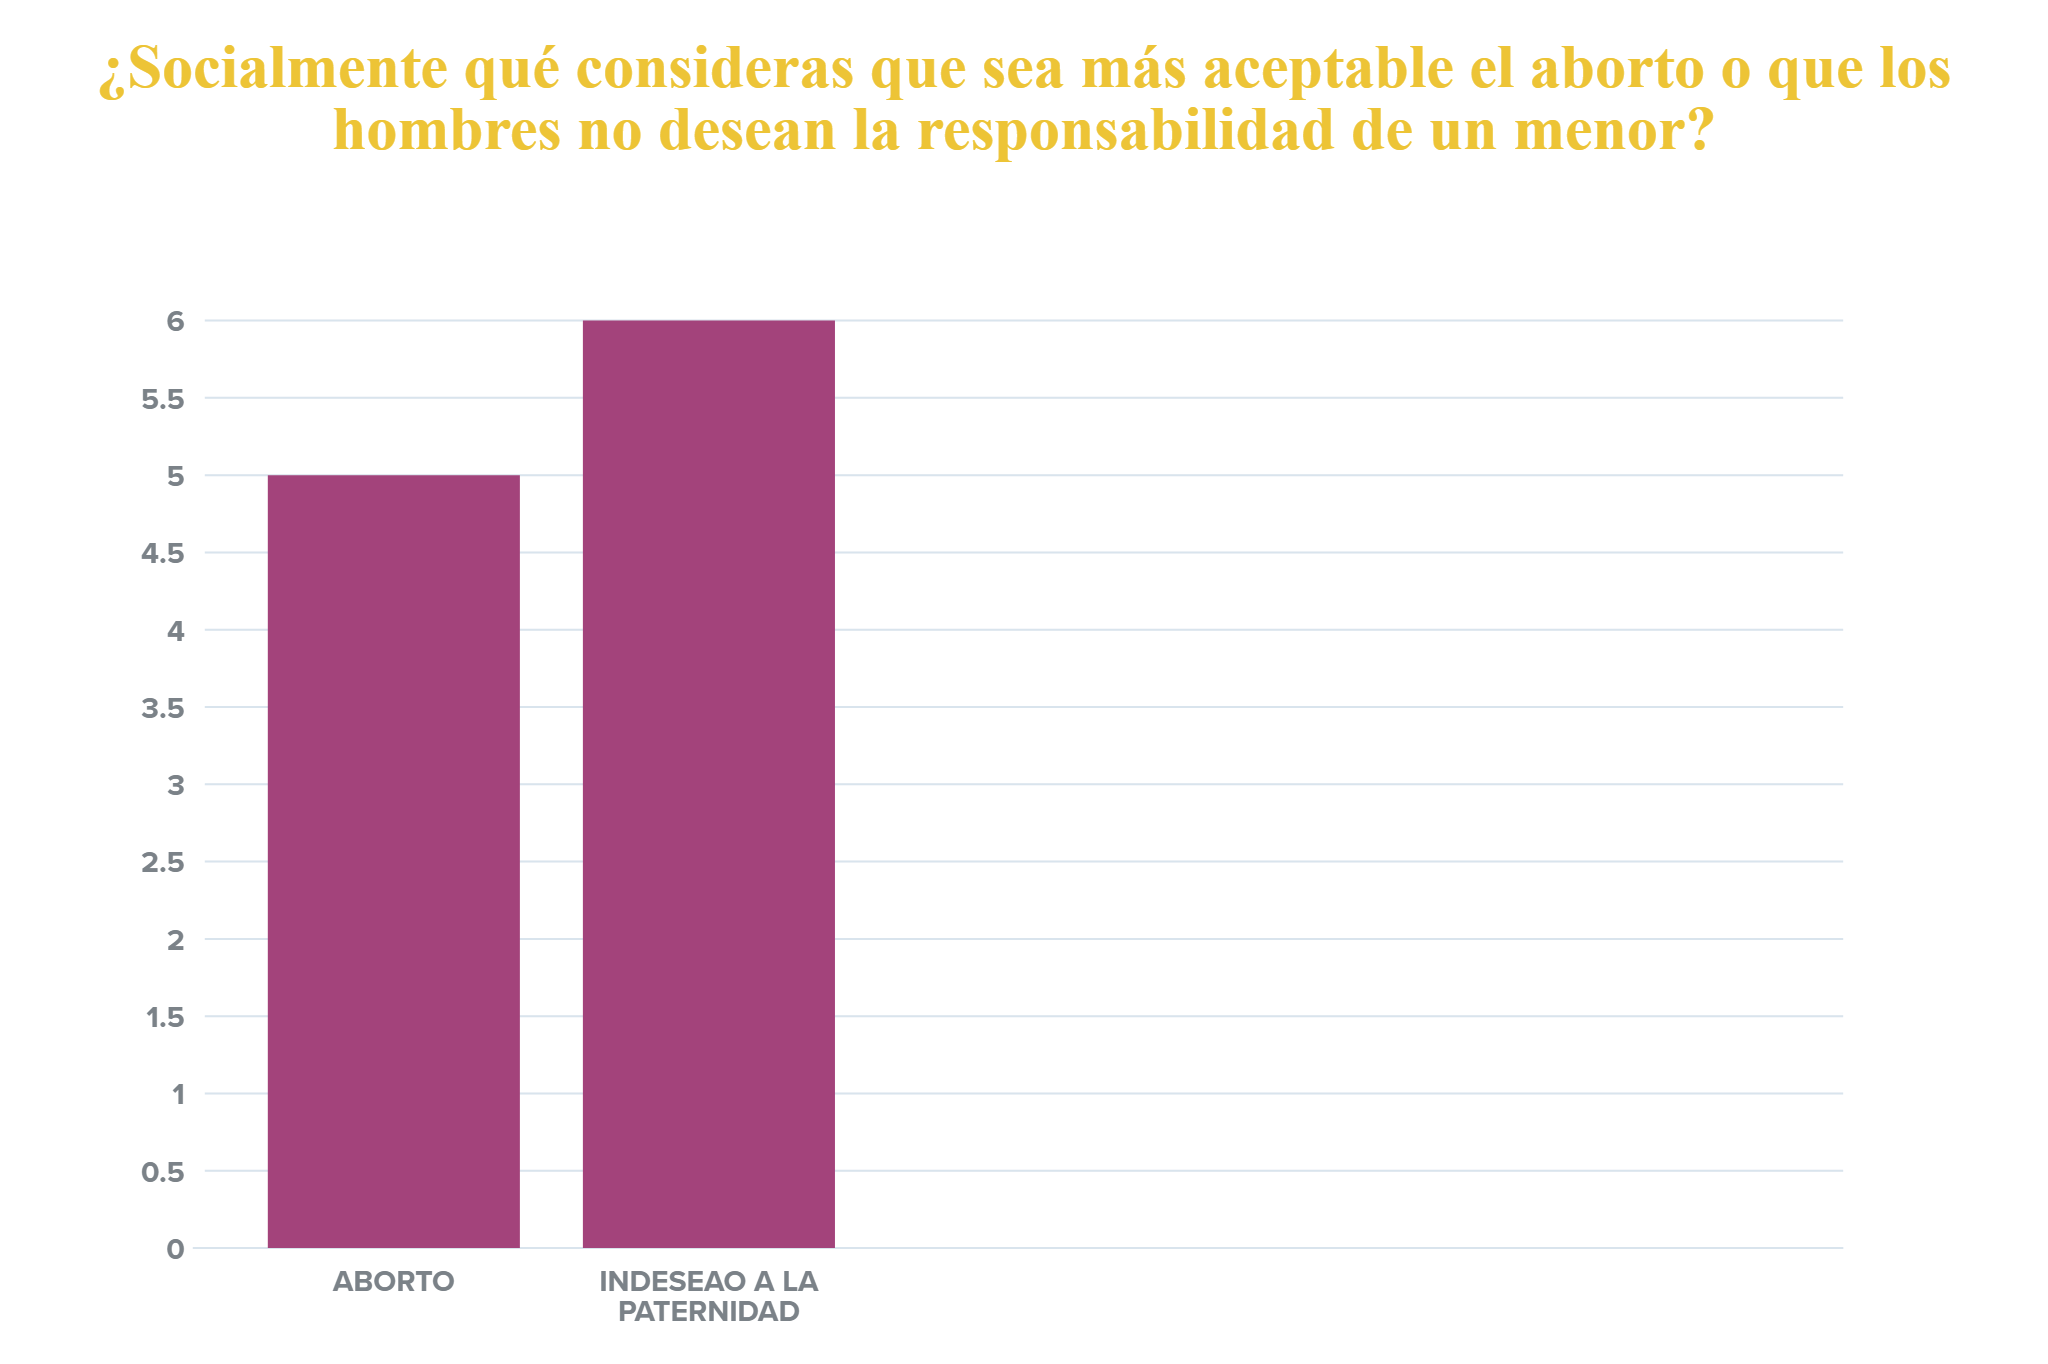 ¿Socialmente qué consideras que sea más aceptable el aborto o que los
hombres no desean la responsabilidad de un menor?
6
5.5
5
4.5
4
3.5
3
2.5
2
1.5
1
0.5
0
ABORTO
INDESEAO A LA
PATERNIDAD